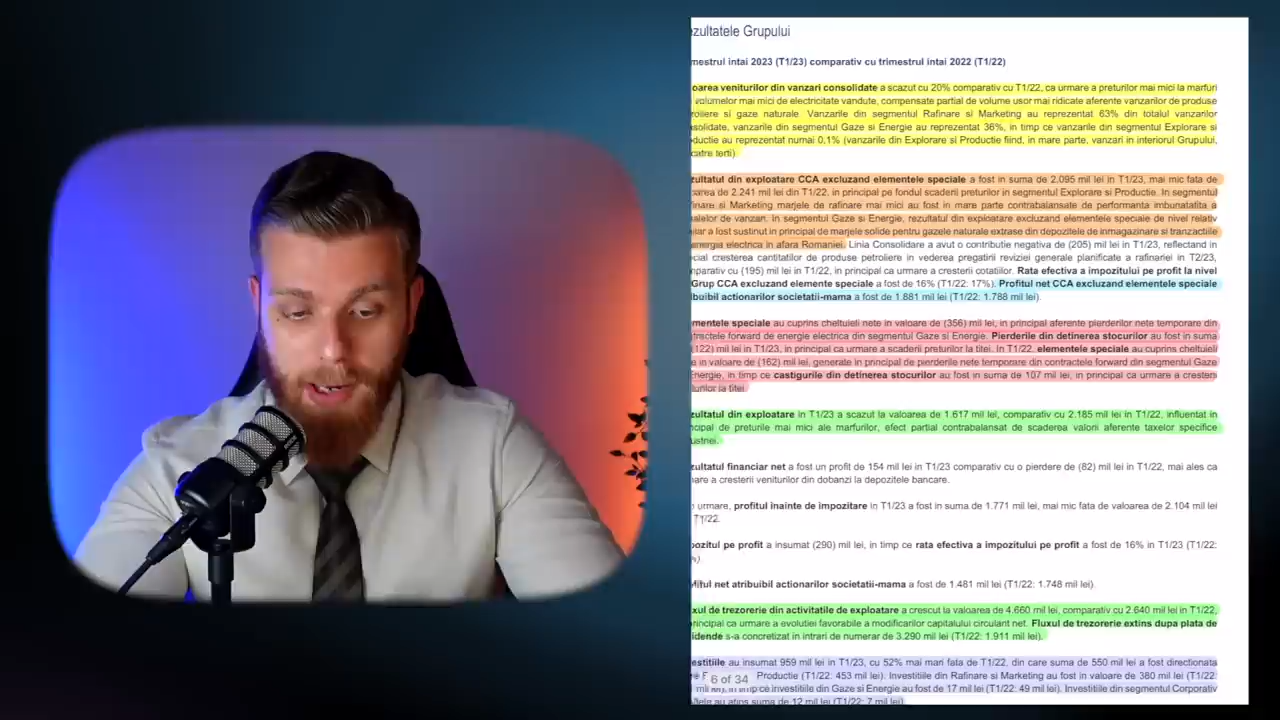 ezultatele Grupului
mestrul intai 2023 (T1/23) comparativ cu trimestrul intai 2022 (T1/22)
oarea veniturilor din vanzari consolidate a scazut cu 20% comparativ cu T1/22, ca urmare a preturilor mai mici la marfuri
volumelor mai mici de electricitate vandute, compensate partial de volume usor mai ridicate aferente vanzarilor de produse
roliere si gaze naturale. Vanzarile din segmentul Rafinare si Marketing au reprezentat 63% din totalul vanzarilor
solidate, vanzarile din segmentul Gaze si Energie au reprezentat 36%, in timp ce vanzarile din segmentul Explorare si
ductie au reprezentat numai 0,1% (vanzarile din Explorare si Productie fiind, in mare parte, vanzari in interiorul Grupului,
catre terti).
zultatul din exploatare CCA excluzand elementele speciale a fost in suma de 2.095 mil lei in T1/23, mai mic fata de
oarea de 2.241 mil lei din T1/22, in principal pe fondul scaderii preturilor in segmentul Explorare si Productie. In segmentul
inare si Marketing marjele de rafinare mai mici au fost in mare parte contrabalansate de performanta imbunatatita a
alelor de vanzari. In segmentul Gaze si Energie, rezultatul din exploatare excluzand elementele speciale de nivel relativ
ilar a fost sustinut in principal de marjele solide pentru gazele naturale extrase din depozitele de inmagazinare si tranzactiile
energia electrica in afara Romaniei. Linia Consolidare a avut o contributie negativa de (205) mil lei in T1/23, reflectand in
cial cresterea cantitatilor de produse petroliere in vederea pregatirii reviziei generale planificata a rafinariei in T2/23,
mparativ cu (195) mil lei in T1/22, in principal ca urmare a cresterii cotatiilor. Rata efectiva a impozitului pe profit la nivel
Grup CCA excluzand elemente speciale a fost de 16% (T1/22: 17%). Profitul net CCA excluzand elementele speciale
ibuibil actionarilor societatii-mama a fost de 1.881 mil lei (T1/22: 1.788 mil lei).
mentele speciale au cuprins cheltuieli nete in valoare de (356) mil lei, in principal aferente pierderilor nete temporare din
tractele forward de energie electrica din segmentul Gaze si Energie. Pierderile din detinerea stocurilor au fost in suma
(122) mil lei in T1/23, in principal ca urmare a scaderii preturilor la titei. In T1/22, elementele speciale au cuprins cheltuieli
e in valoare de (162) mil lei, generate in principal de pierderile nete temporare din contractele forward din segmentul Gaze
Energie, in timp ce castigurile din detinerea stocurilor au fost in suma de 107 mil lei, in principal ca urmare a cresterii
turilor la titei.
zultatul din exploatare in T1/23 a scazut la valoarea de 1.617 mil lei, comparativ cu 2.185 mil lei in T1/22, influentat in
cipal de preturile mai mici ale marfurilor, efect partial contrabalansat de scaderea valorii aferente taxelor specifice
ustriei.
zultatul financiar net a fost un profit de 154 mil lei in T1/23 comparativ cu o pierdere de (82) mil lei in T1/22, mai ales ca
mare a cresterii veniturilor din dobanzi la depozitele bancare.
urmare, profitul inainte de impozitare in T1/23 a fost in suma de 1.771 mil lei, mai mic fata de valoarea de 2.104 mil lei
T1/22.
pozitul pe profit a insumat (290) mil lei, in timp ce rata efectiva a impozitului pe profit a fost de 16% in T1/23 (T1/22:
%)
fitul net atribuibil actionarilor societatii-mama a fost de 1.481 mil lei (T1/22: 1.748 mil lei).
xul de trezorerie din activitatile de exploatare a crescut la valoarea de 4.660 mil lei, comparativ cu 2.640 mil lei in T1/22,
principal ca urmare a evolutiei favorabile a modificarilor capitalului circulant net. Fluxul de trezorerie extins dupa plata de
idende s-a concretizat in intrari de numerar de 3.290 mil lei (T1/22: 1.911 mil lei).
estitiile au insumat 959 mil lei in T1/23, cu 52% mai mari fata de T1/22, din care suma de 550 mil lei a fost directionata
Productie (T1/22: 453 mil lei). Investitiile din Rafinare si Marketing au fost in valoare de 380 mil lei (T1/22:
6 of 34
in timp ce investitiile din Gaze si Energie au fost de 17 mil lei (T1/22: 49 mil lei). Investitiile din segmentul Corporativ
au atins suma de 12 mil lei (T1/22: 7 mil lei).